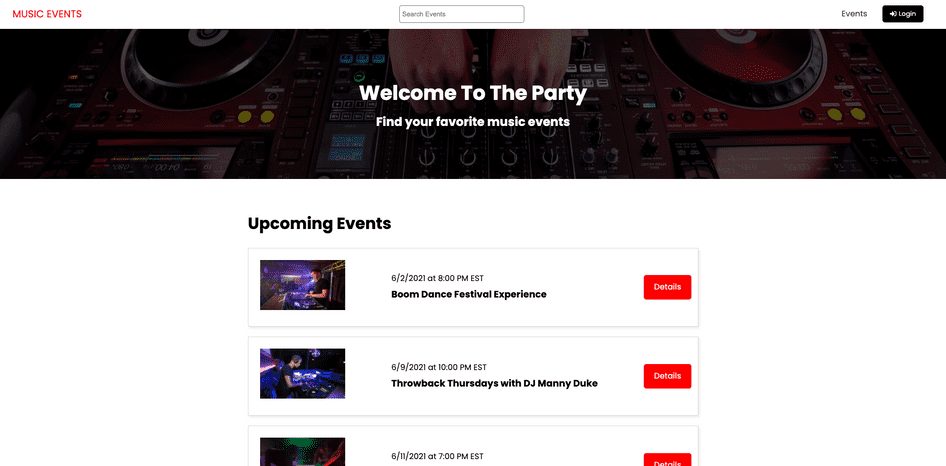 MUSIC EVENTS
Search Events
Events
Login
Welcome To The Party
Find your favorite music events
Upcoming Events
6/2/2021 at 8:00 PM EST
Boom Dance Festival Experience
Details
6/9/2021 at 10:00 PM EST
Throwback Thursdays with DJ Manny Duke
Details
6/11/2021 at 7:00 PM EST
Details